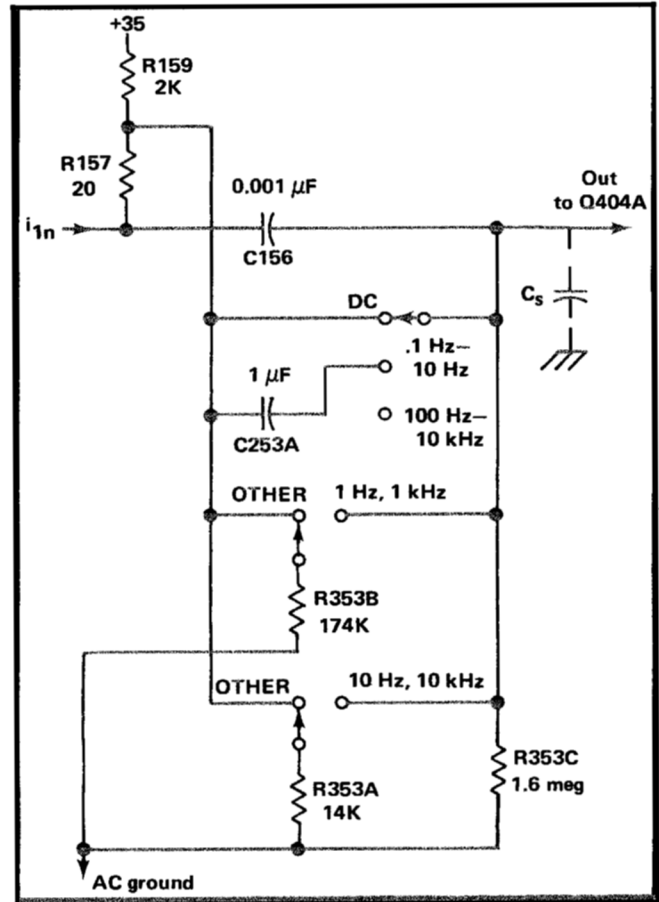 +35
R159
2K
R157
20
0.001 μF
Out
to Q404A
i1n
C156
Cs
DC
.1 Hz–
10 Hz
1 μF
100 Hz–
10 kHz
C253A
OTHER
1 Hz, 1 kHz
R353B
174K
OTHER
10 Hz, 10 kHz
R353C
1.6 meg
R353A
14K
AC ground